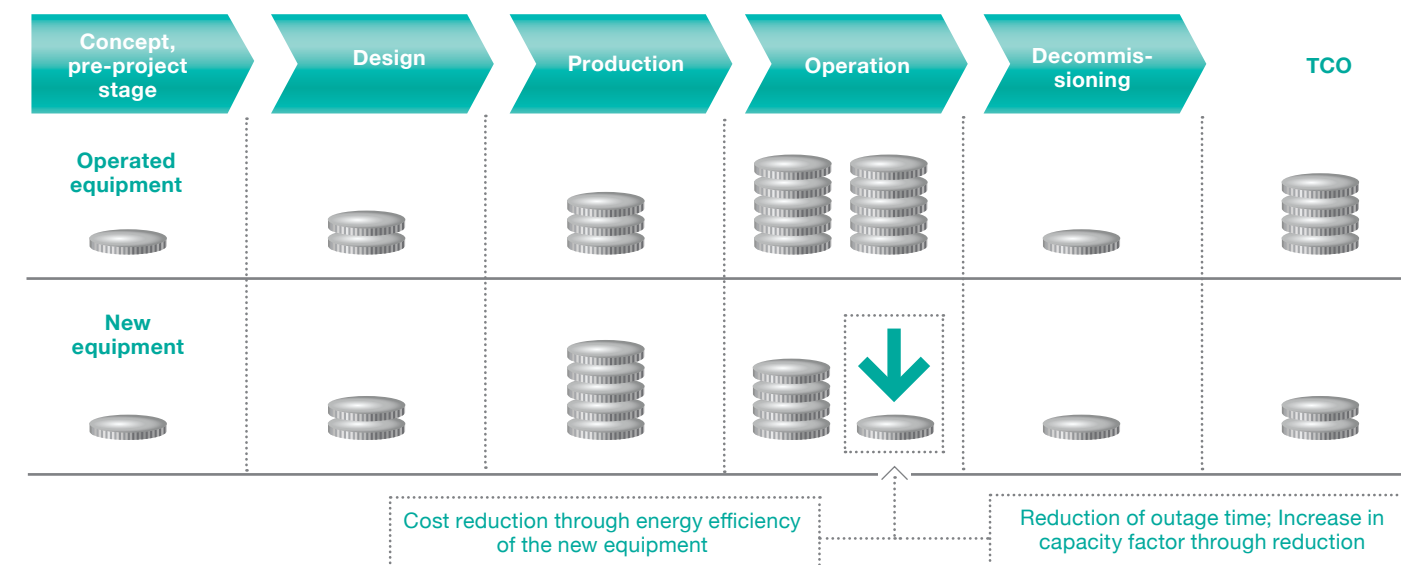 Concept,
pre-project
stage
Design
Production
Operation
Decommis-
sioning
TCO
Operated
equipment
New
equipment
Cost reduction through energy efficiency
of the new equipment
Reduction of outage time; Increase in
capacity factor through reduction